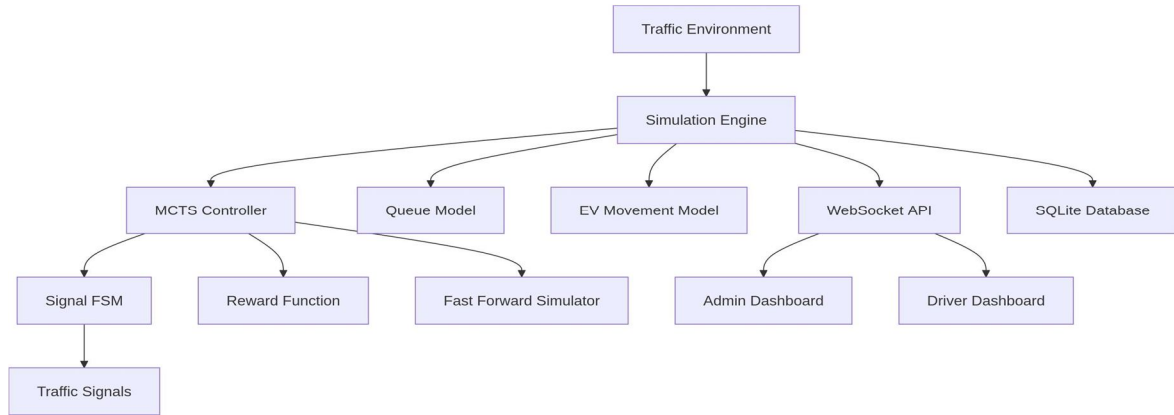 Traffic Environment
Simulation Engine
MCTS Controller
Queue Model
EV Movement Model
WebSocket API
SQLite Database
Signal FSM
Reward Function
Fast Forward Simulator
Admin Dashboard
Driver Dashboard
Traffic Signals